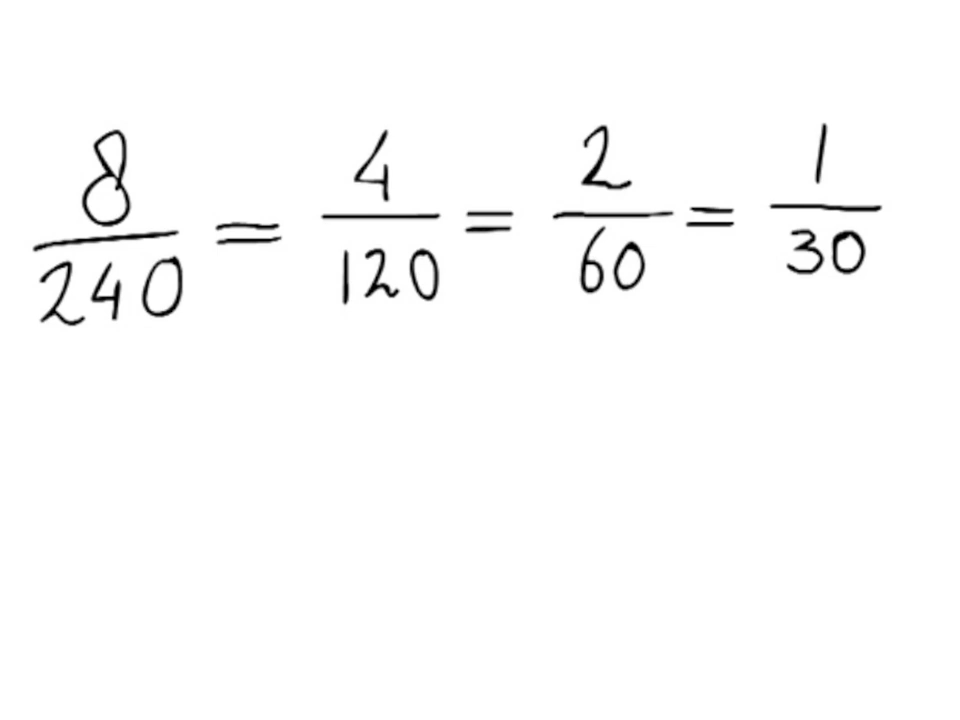 8/240 = 4/120 = 2/60 = 1/30